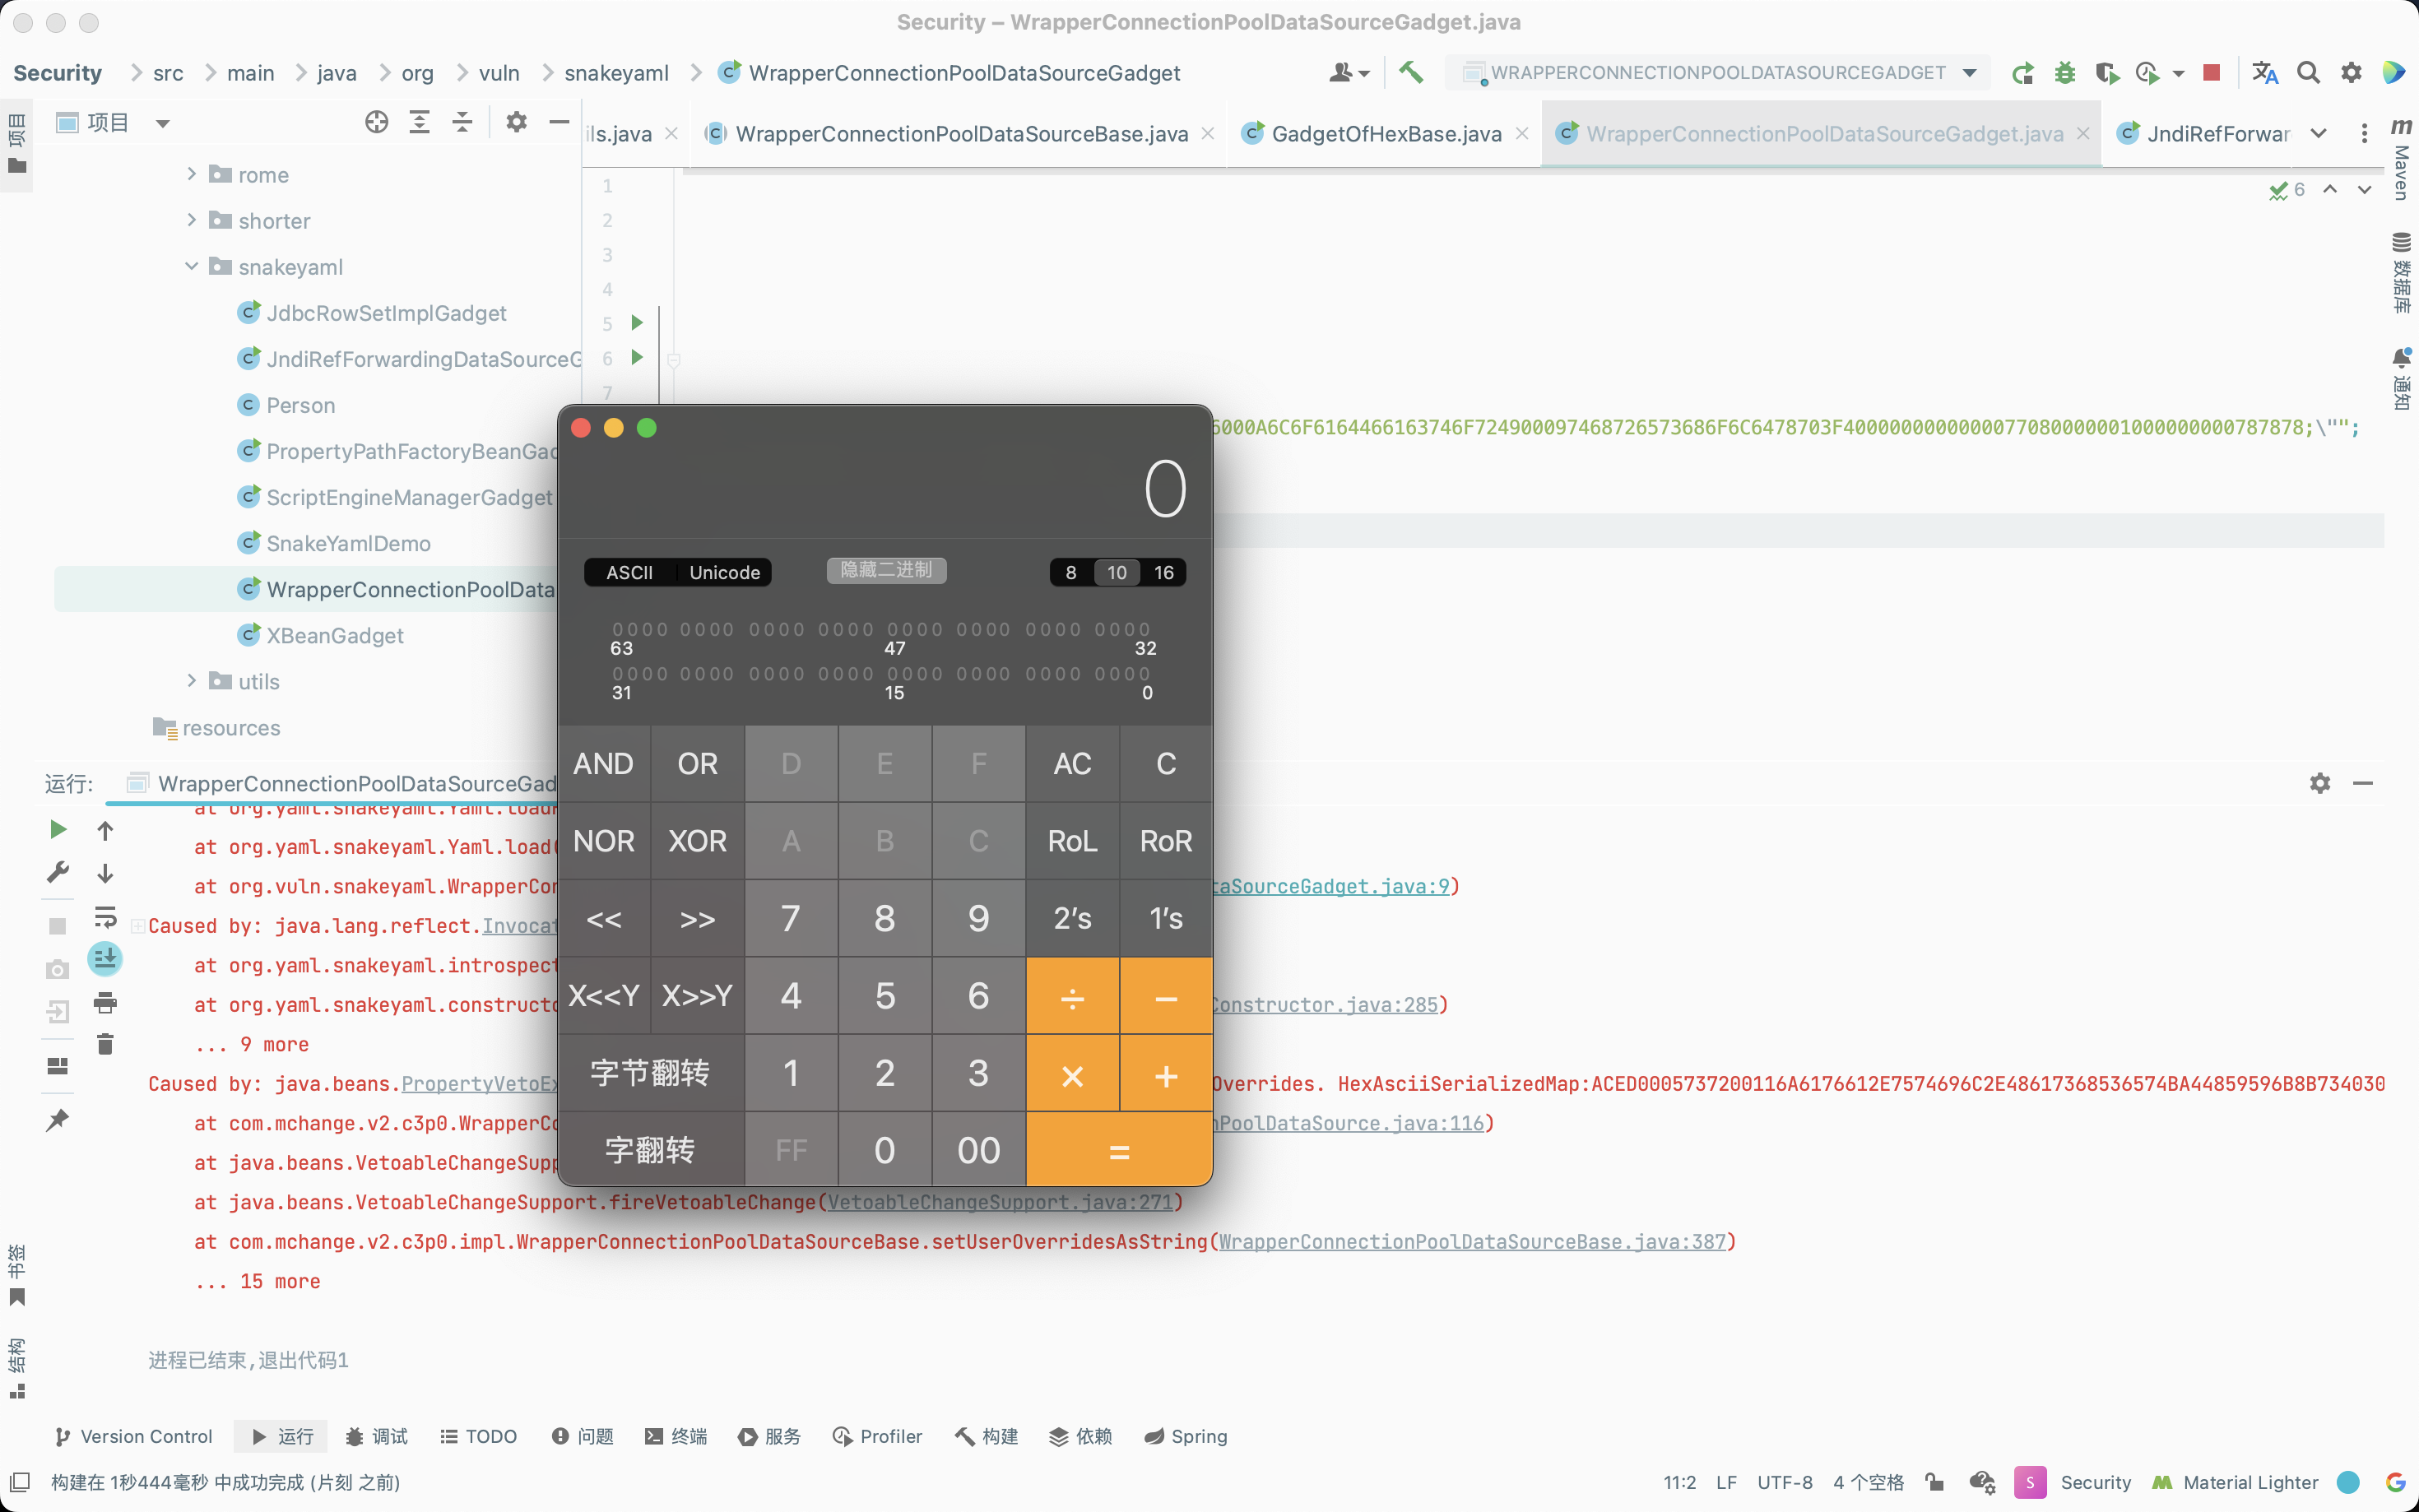 Security – WrapperConnectionPoolDataSourceGadget.java
Security src main java org vuln snakeyaml WrapperConnectionPoolDataSourceGadget WRAPPERCONNECTIONPOOLDATASOURCEGADGET
项目
项目
ils.java WrapperConnectionPoolDataSourceBase.java GadgetOfHexBase.java WrapperConnectionPoolDataSourceGadget.java JndiRefForwar
m Maven
数据库
通知
6
rome
shorter
snakeyaml
JdbcRowSetImplGadget
JndiRefForwardingDataSourceG
Person
PropertyPathFactoryBeanGad
ScriptEngineManagerGadget
SnakeYamlDemo
WrapperConnectionPoolData
XBeanGadget
utils
resources
1
2
3
4
5
6
7
6000A6C6F6164466163746F7249000974687265736​86F6C6478703F400000000000007708000000010000000007​87878;\"";
0
ASCII Unicode 隐藏二进制 8 10 16
0000 0000 0000 0000 0000 0000 0000 0000
63 47 32
0000 0000 0000 0000 0000 0000 0000 0000
31 15 0
AND OR D E F AC C
NOR XOR A B C RoL RoR
<< >> 7 8 9 2's 1's
X<<Y X>>Y 4 5 6 ÷ −
字节翻转 1 2 3 × +
字翻转 FF 0 00 =
运行: WrapperConnectionPoolDataSourceGad
at org.yaml.snakeyaml.Yaml.load
at org.yaml.snakeyaml.Yaml.load(
at org.vuln.snakeyaml.WrapperCon taSourceGadget.java:9)
Caused by: java.lang.reflect.Invocat
at org.yaml.snakeyaml.introspect
at org.yaml.snakeyaml.constructo Constructor.java:285)
... 9 more
Caused by: java.beans.PropertyVetoEx Overrides. HexAsciiSerializedMap:ACED0005737200116A6176612E7574696C2E48617368536574BA44859596B8B734030
at com.mchange.v2.c3p0.WrapperCo nPoolDataSource.java:116)
at java.beans.VetoableChangeSupp
at java.beans.VetoableChangeSupport.fireVetoableChange(VetoableChangeSupport.java:271)
at com.mchange.v2.c3p0.impl.WrapperConnectionPoolDataSourceBase.setUserOverridesAsString(WrapperConnectionPoolDataSourceBase.java:387)
... 15 more
进程已结束,退出代码1
书签
结构
Version Control 运行 调试 TODO 问题 终端 服务 Profiler 构建 依赖 Spring
构建在 1秒444毫秒 中成功完成 (片刻 之前) 11:2 LF UTF-8 4 个空格 S Security Material Lighter